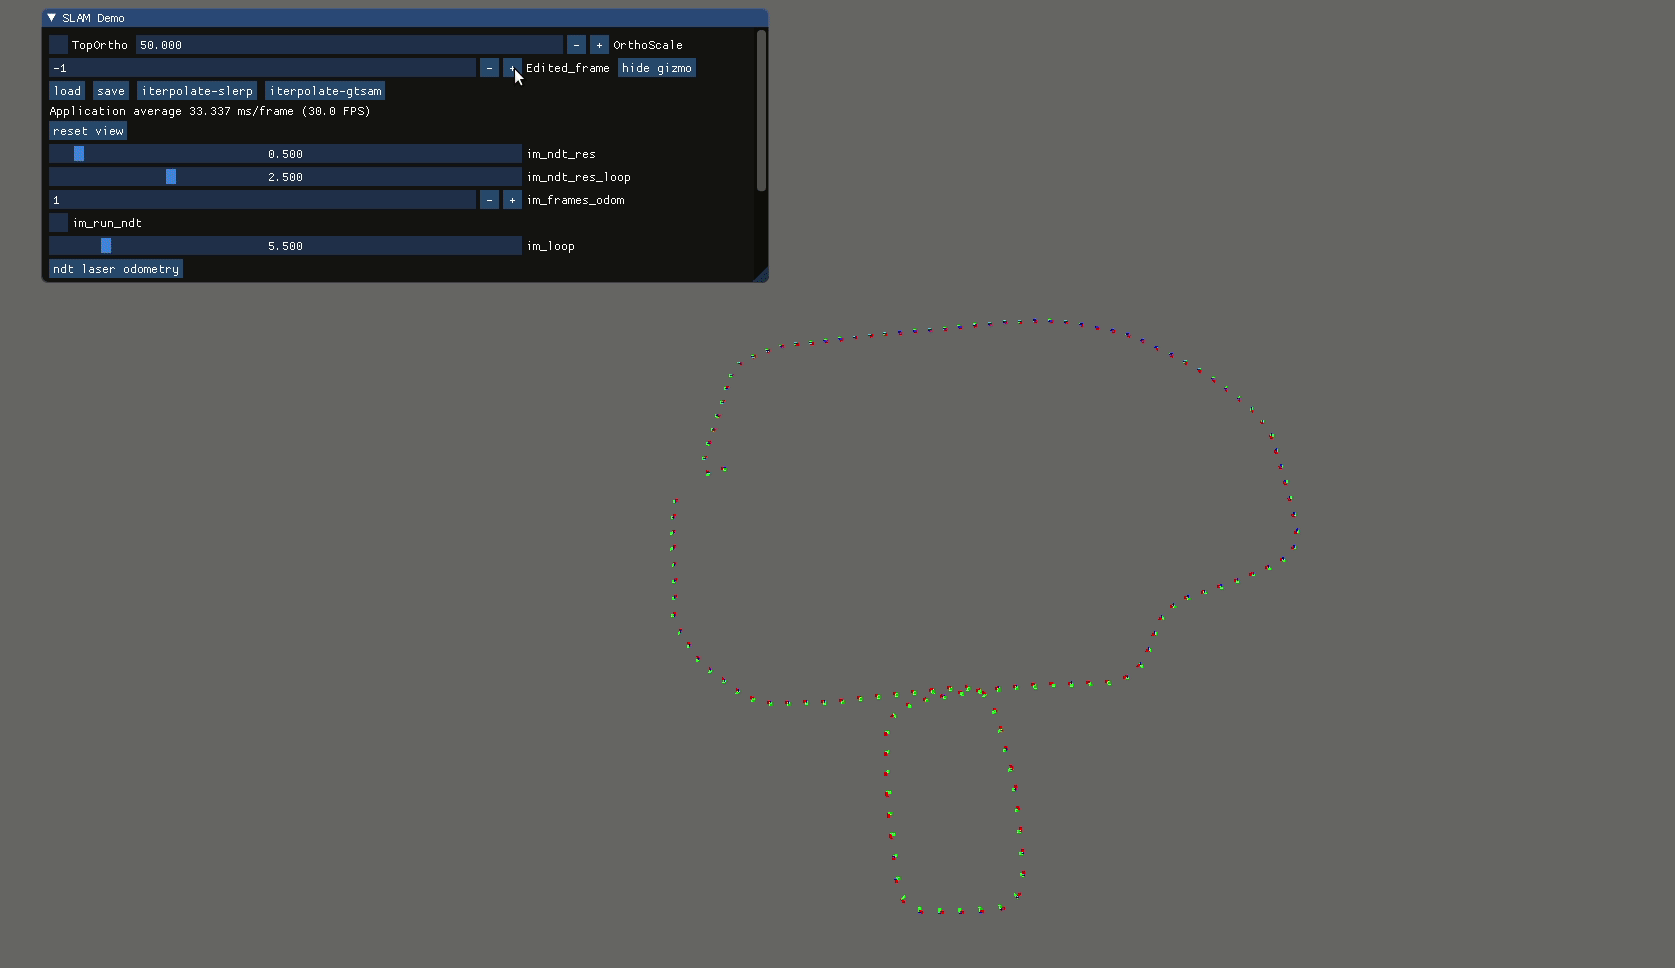 SLAM Demo
TopOrtho 50.000 - + OrthoScale
-1 - + Edited_frame hide gizmo
load save iterpolate-slerp iterpolate-gtsam
Application average 33.337 ms/frame (30.0 FPS)
reset view
0.500 im_ndt_res
2.500 im_ndt_res_loop
1 - + im_frames_odom
im_run_ndt
5.500 im_loop
ndt laser odometry